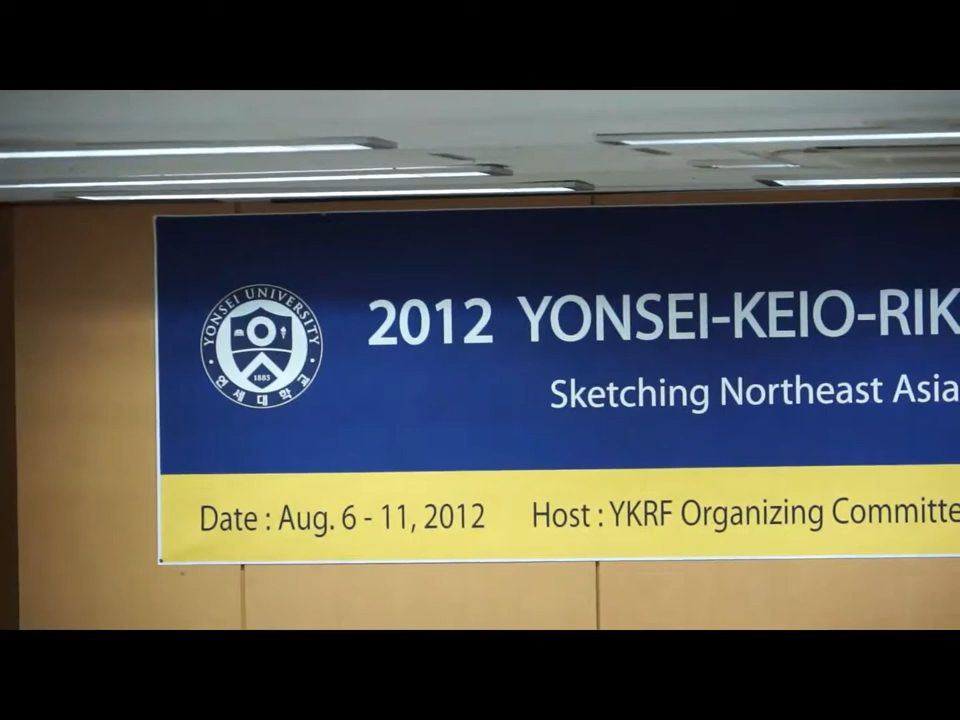 YONSEI UNIVERSITY
1885
연세대학교
2012 YONSEI-KEIO-RIK
Sketching Northeast Asia
Date : Aug. 6 - 11, 2012 Host : YKRF Organizing Committe